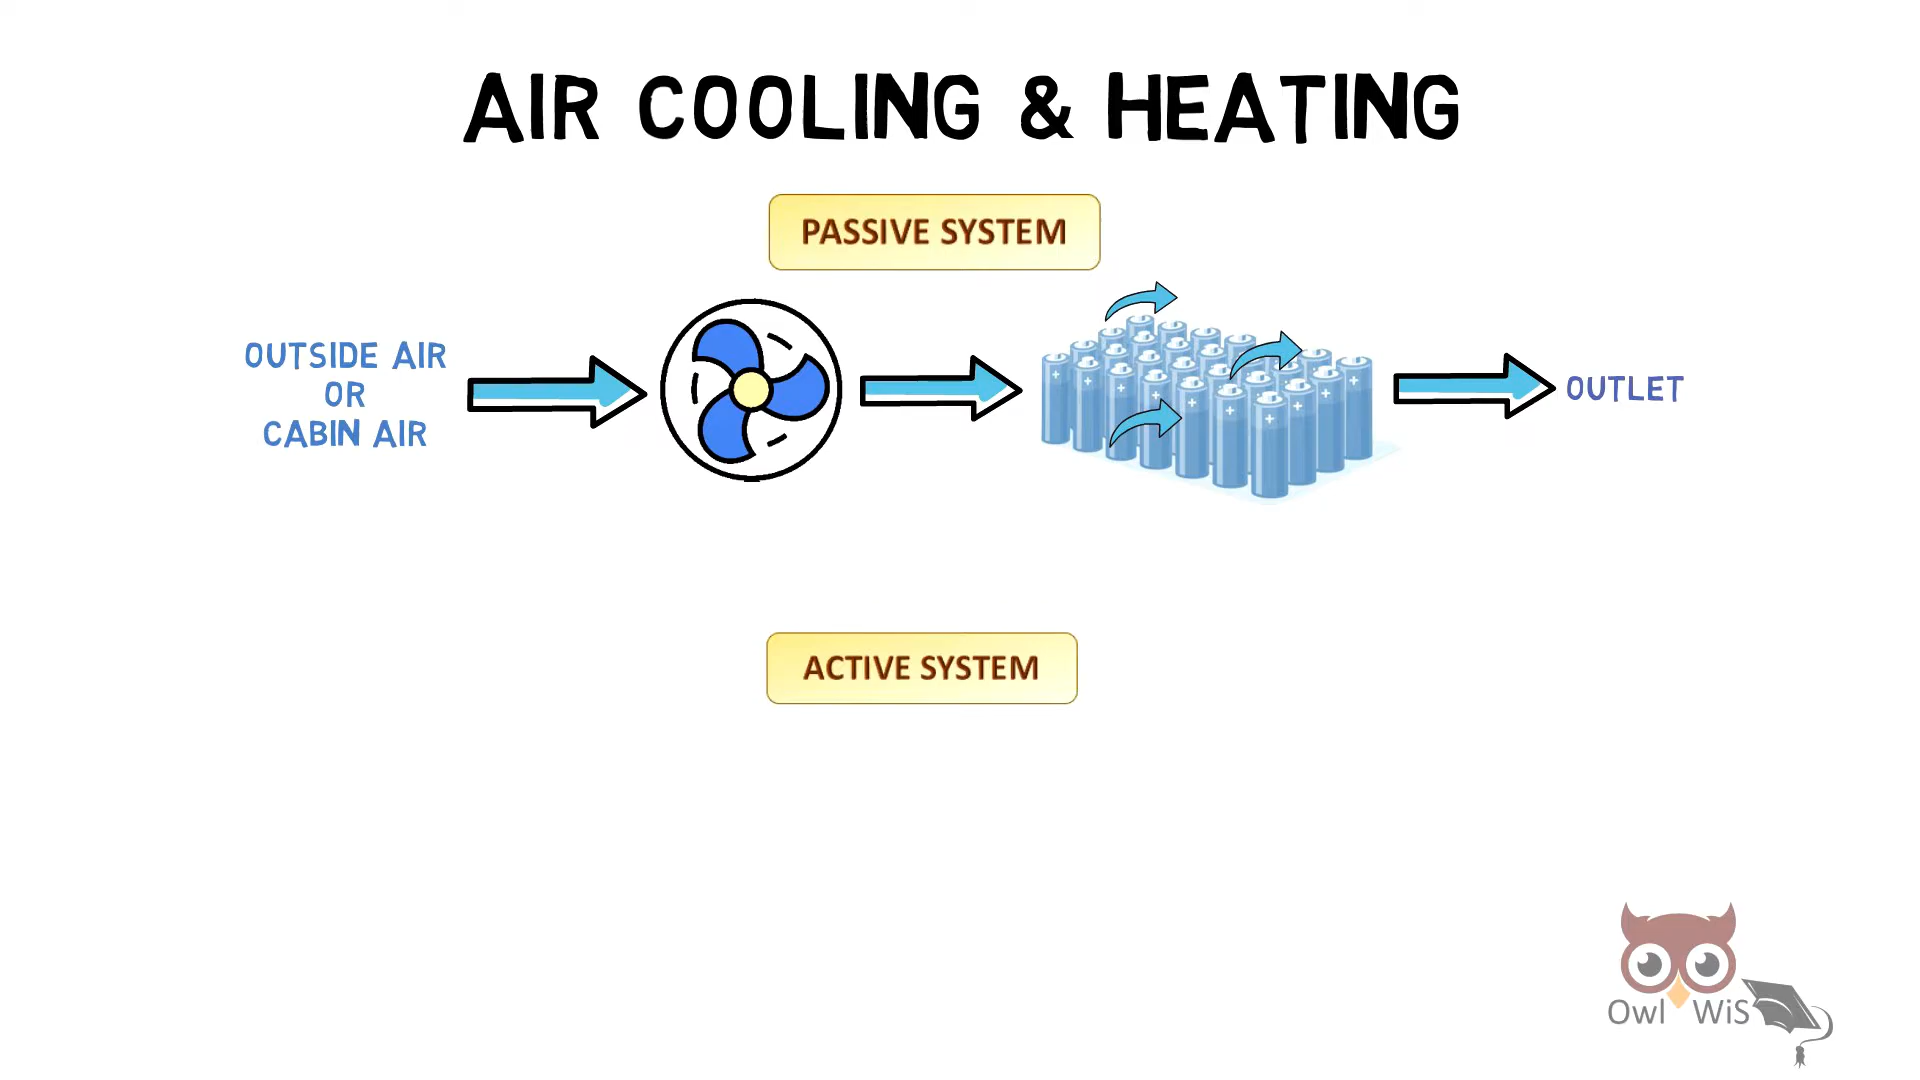 AIR COOLING & HEATING
PASSIVE SYSTEM
OUTSIDE AIR
OR
CABIN AIR
OUTLET
ACTIVE SYSTEM
Owl WiS